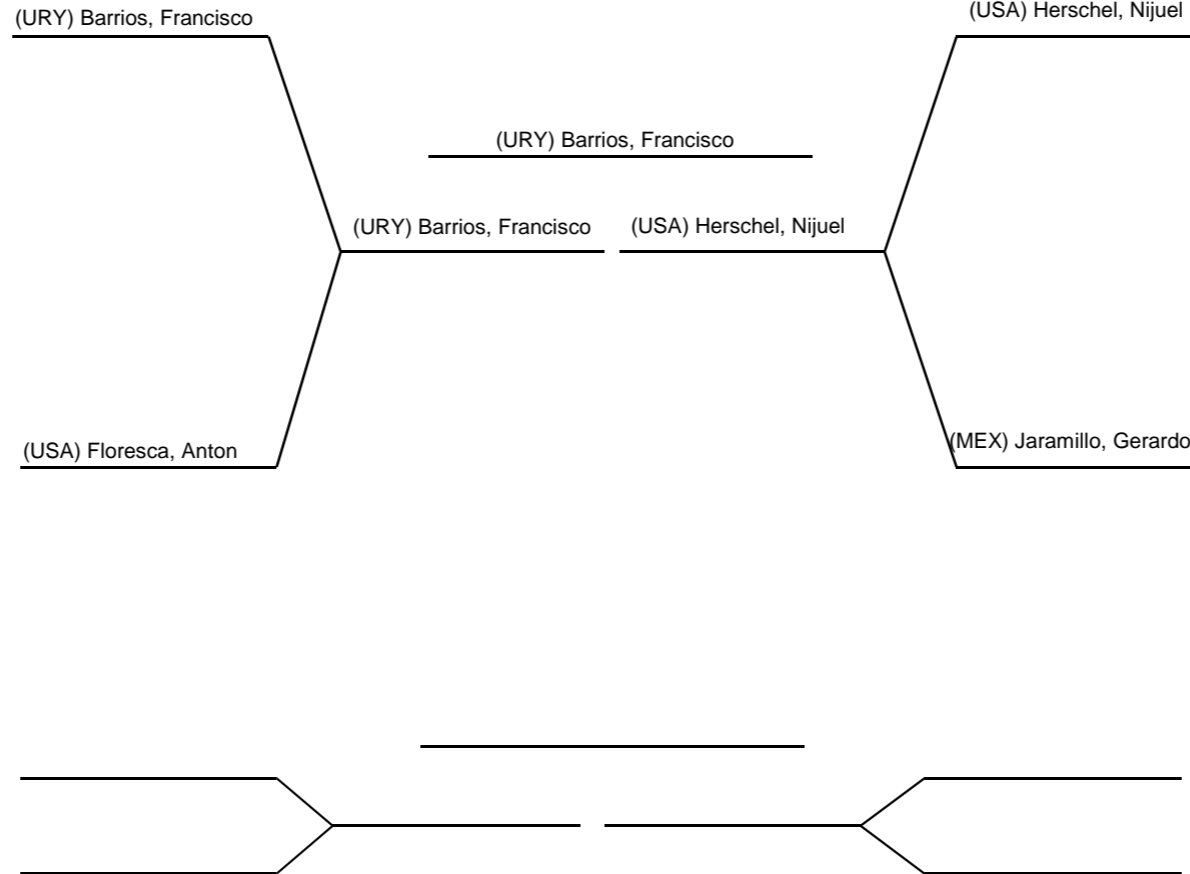 (URY) Barrios, Francisco
(USA) Herschel, Nijuel
(URY) Barrios, Francisco
(URY) Barrios, Francisco
(USA) Herschel, Nijuel
(USA) Floresca, Anton
(MEX) Jaramillo, Gerardo